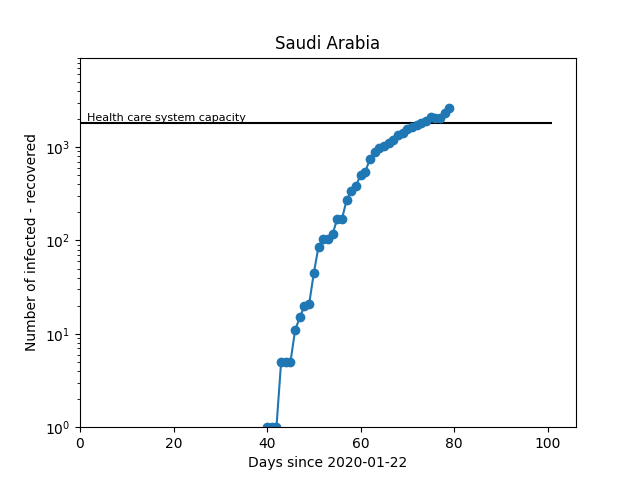 Saudi Arabia
Health care system capacity
Number of infected - recovered
10³
10²
10¹
10⁰
0 20 40 60 80 100
Days since 2020-01-22